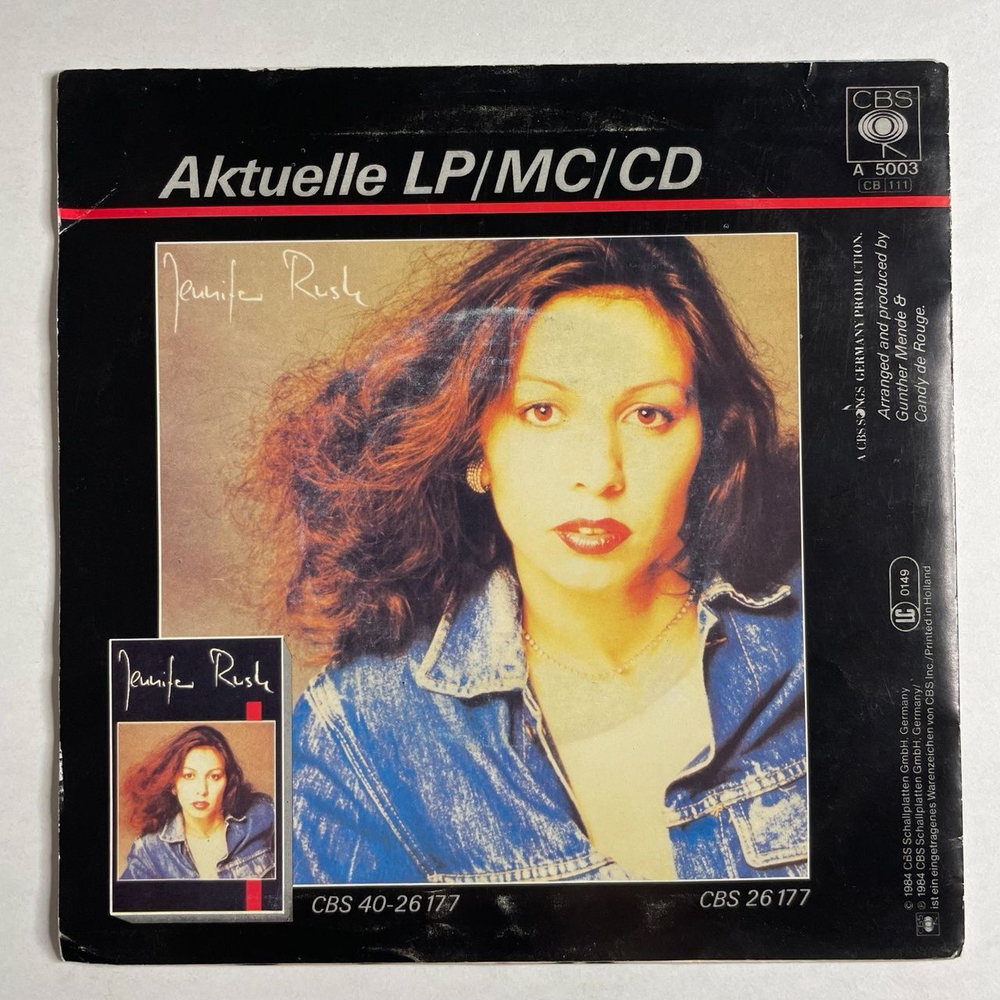 CBS
A 5003
CB 111
Aktuelle LP/MC/CD
Jennifer Rush
A CBS SONGS GERMANY PRODUCTION.
Arranged and produced by
Gunther Mende &
Candy de Rouge.
LC 0149
Jennifer Rush
CBS 40-26177
CBS 26177
© 1984 CBS Schallplatten GmbH. Germany
℗ 1984 CBS Schallplatten GmbH. Germany/
CBS ist ein eingetragenes Warenzeichen von CBS Inc./Printed in Holland